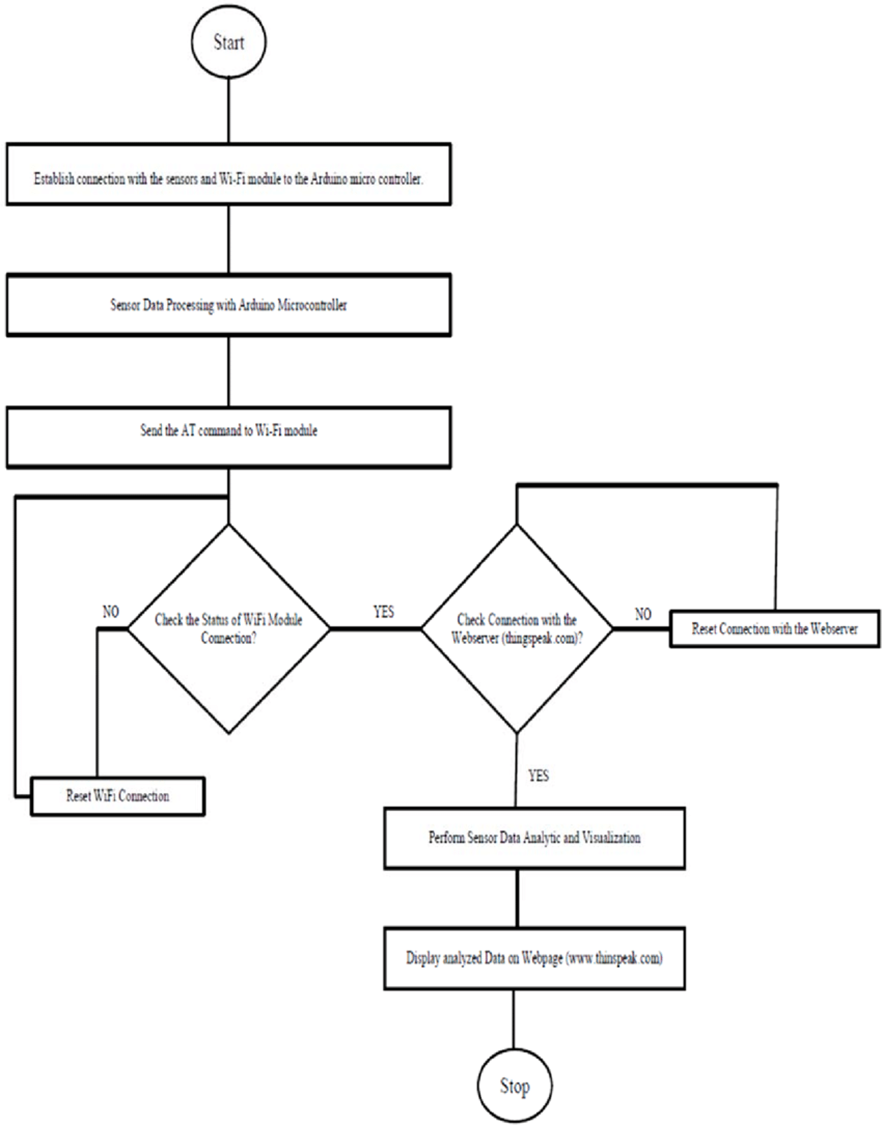 Start
Establish connection with the sensors and Wi-Fi module to the Arduino micro controller.
Sensor Data Processing with Arduino Microcontroller
Send the AT command to Wi-Fi module
NO
Check the Status of WiFi Module
Connection?
YES
Check Connection with the
Webserver (thingspeak.com)?
NO
Reset Connection with the Webserver
Reset WiFi Connection
YES
Perform Sensor Data Analytic and Visualization
Display analyzed Data on Webpage (www.thinspeak.com)
Stop